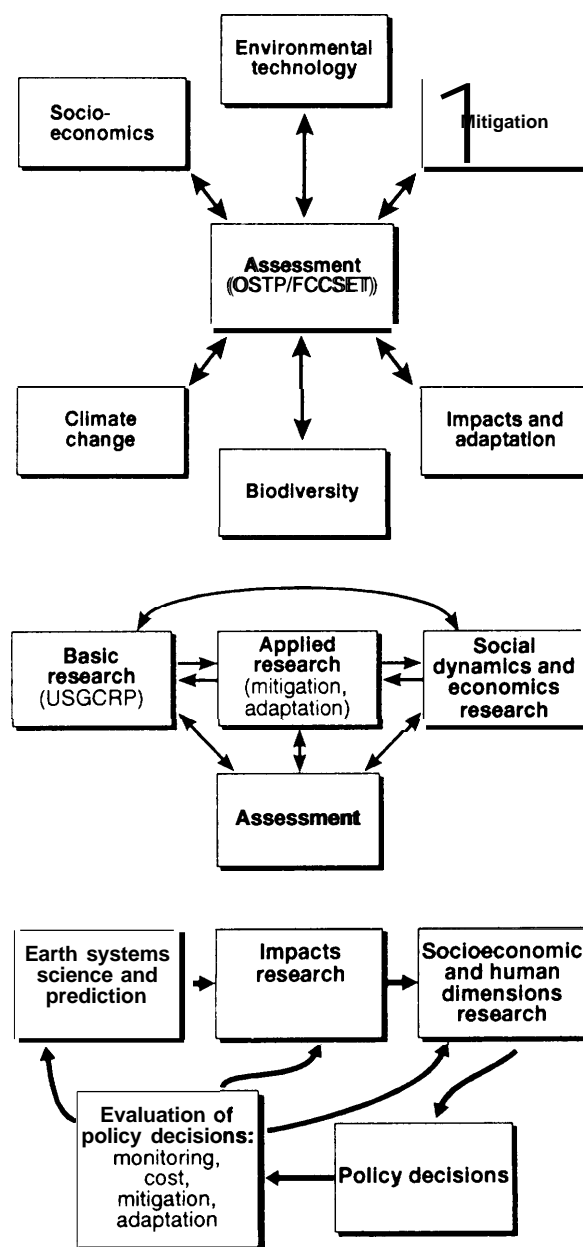 Environmental
technology
Socio-
economics
Mitigation
Assessment
(OSTP/FCCSET)
Climate
change
Impacts and
adaptation
Biodiversity
Basic
research
(USGCRP)
Applied
research
(mitigation,
adaptation)
Social
dynamics and
economics
research
Assessment
Earth systems
science and
prediction
Impacts
research
Socioeconomic
and human
dimensions
research
Evaluation of
policy decisions:
monitoring,
cost,
mitigation,
adaptation
Policy decisions